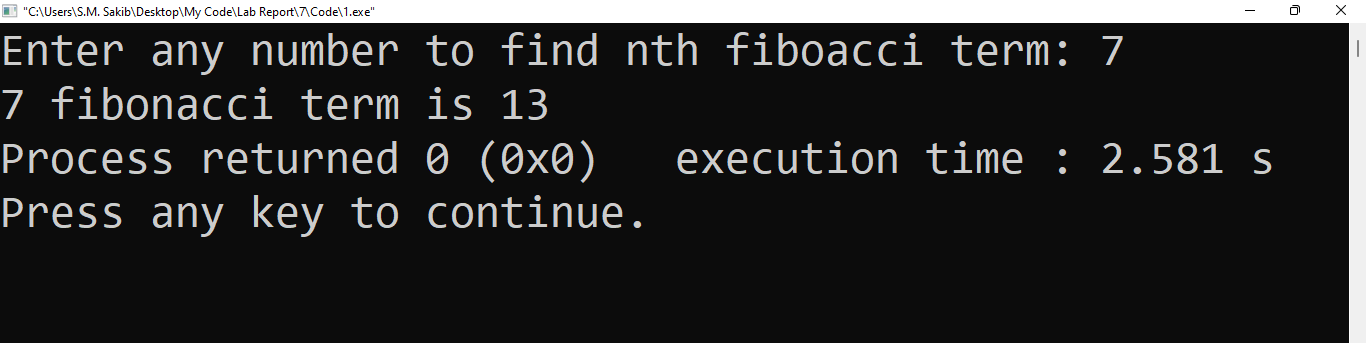 "C:\Users\S.M. Sakib\Desktop\My Code\Lab Report\7\Code\1.exe"
Enter any number to find nth fiboacci term: 7
7 fibonacci term is 13
Process returned 0 (0x0)   execution time : 2.581 s
Press any key to continue.